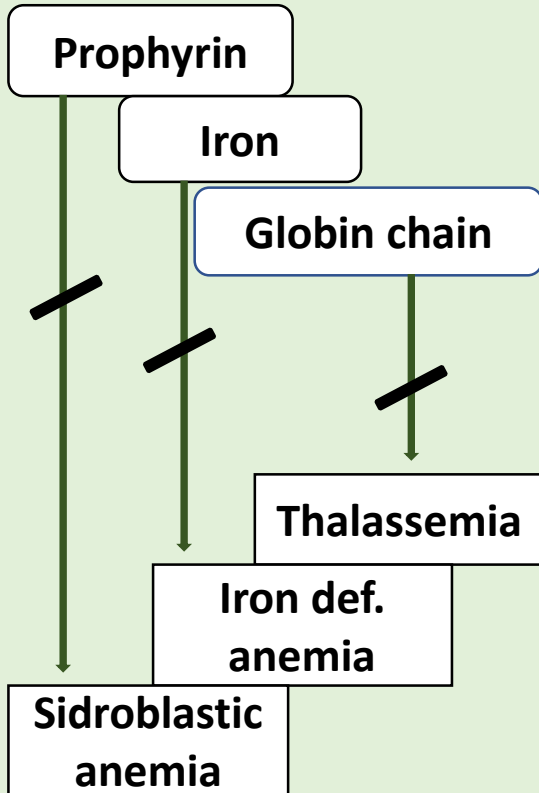 Prophyrin
Iron
Globin chain
Thalassemia
Iron def.
anemia
Sidroblastic
anemia